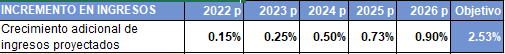 INCREMENTO EN INGRESOS 2022 p 2023 p 2024 p 2025 p 2026 p Objetivo
Crecimiento adicional de
ingresos proyectados 0.15% 0.25% 0.50% 0.73% 0.90% 2.53%